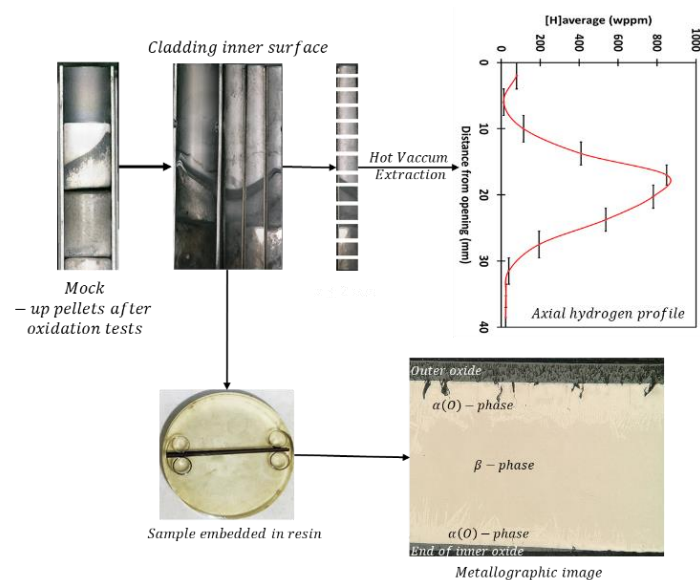 Cladding inner surface
[H]average (wppm)
0 200 400 600 800 1000
0
10
20
30
40
Distance from opening (mm)
Axial hydrogen profile
Hot Vaccum
Extraction
Mock
− up pellets after
oxidation tests
Outer oxide
α(O) − phase
β − phase
α(O) − phase
End of inner oxide
Sample embedded in resin
Metallographic image